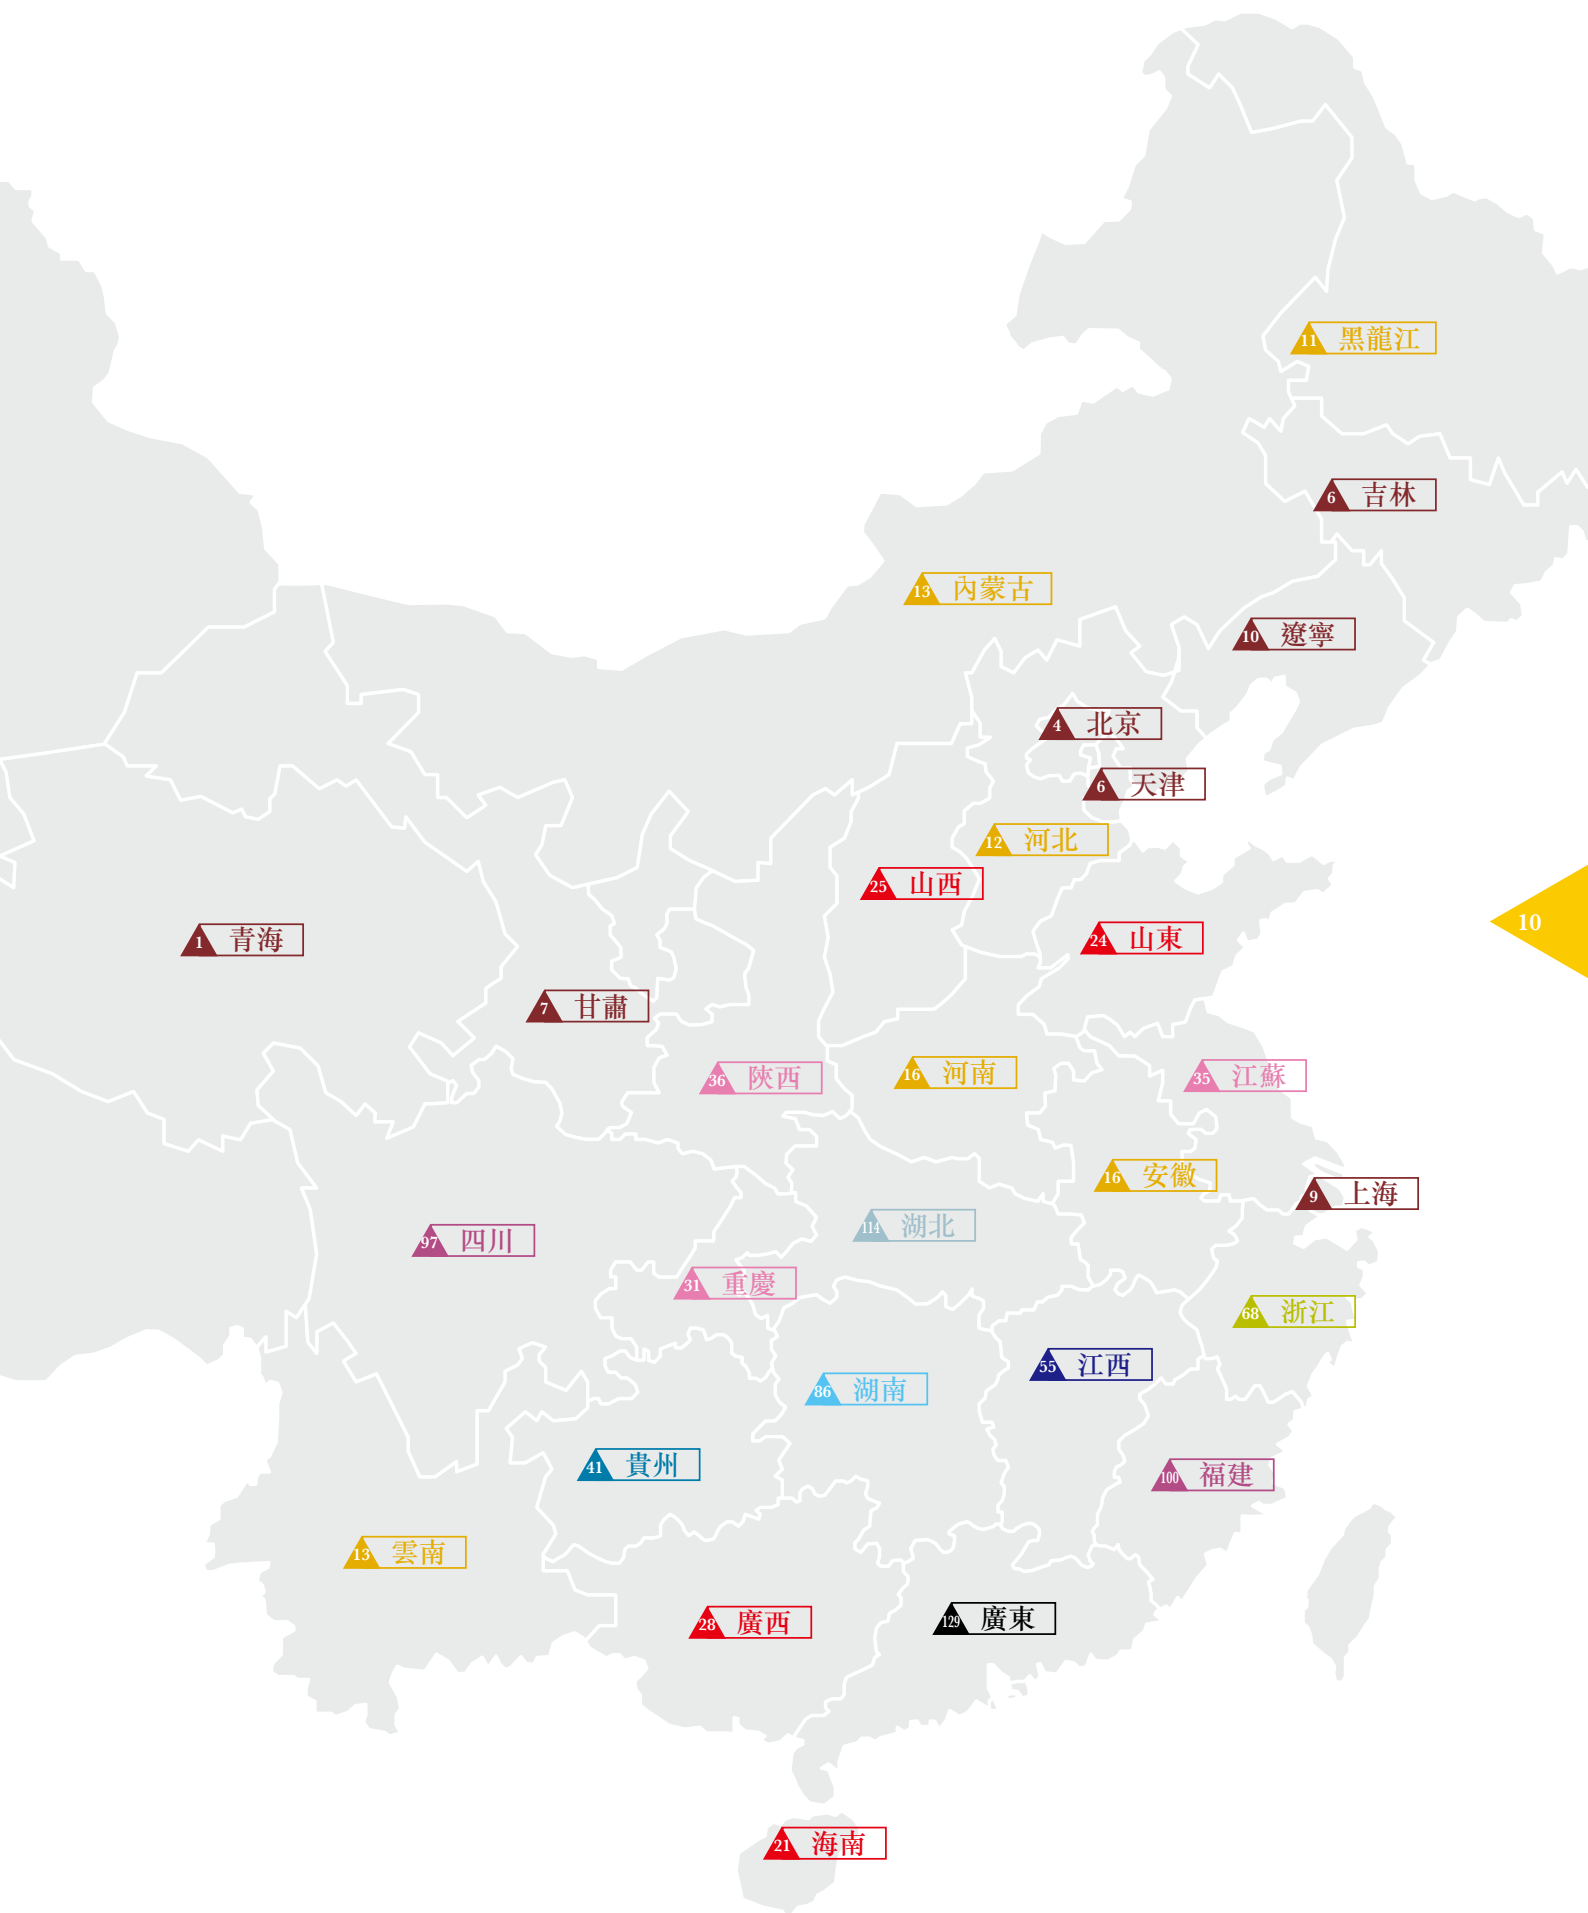 11 黑龍江
6 吉林
13 內蒙古
10 遼寧
4 北京
6 天津
12 河北
25 山西
10
1 青海
24 山東
7 甘肅
36 陝西
16 河南
35 江蘇
16 安徽
9 上海
114 湖北
97 四川
31 重慶
68 浙江
55 江西
86 湖南
41 貴州
100 福建
13 雲南
28 廣西
129 廣東
21 海南